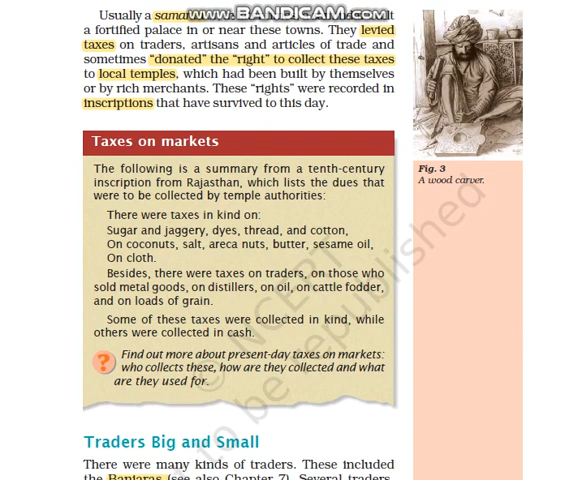 Usually a
WWW.BANDICAM.COM
a fortified palace in or near these towns. They levied
taxes on traders, artisans and articles of trade and
sometimes “donated” the “right” to collect these taxes
to local temples, which had been built by themselves
or by rich merchants. These “rights” were recorded in
inscriptions that have survived to this day.
Taxes on markets
The following is a summary from a tenth-century
inscription from Rajasthan, which lists the dues that
were to be collected by temple authorities:
There were taxes in kind on:
Sugar and jaggery, dyes, thread, and cotton,
On coconuts, salt, areca nuts, butter, sesame oil,
On cloth.
Besides, there were taxes on traders, on those who
sold metal goods, on distillers, on oil, on cattle fodder,
and on loads of grain.
Some of these taxes were collected in kind, while
others were collected in cash.
? Find out more about present-day taxes on markets:
who collects these, how are they collected and what
are they used for.
Fig. 3
A wood carver.
© NCERT
to be republished
Traders Big and Small
There were many kinds of traders. These included
the Banjaras (see also Chapter 7). Several traders,